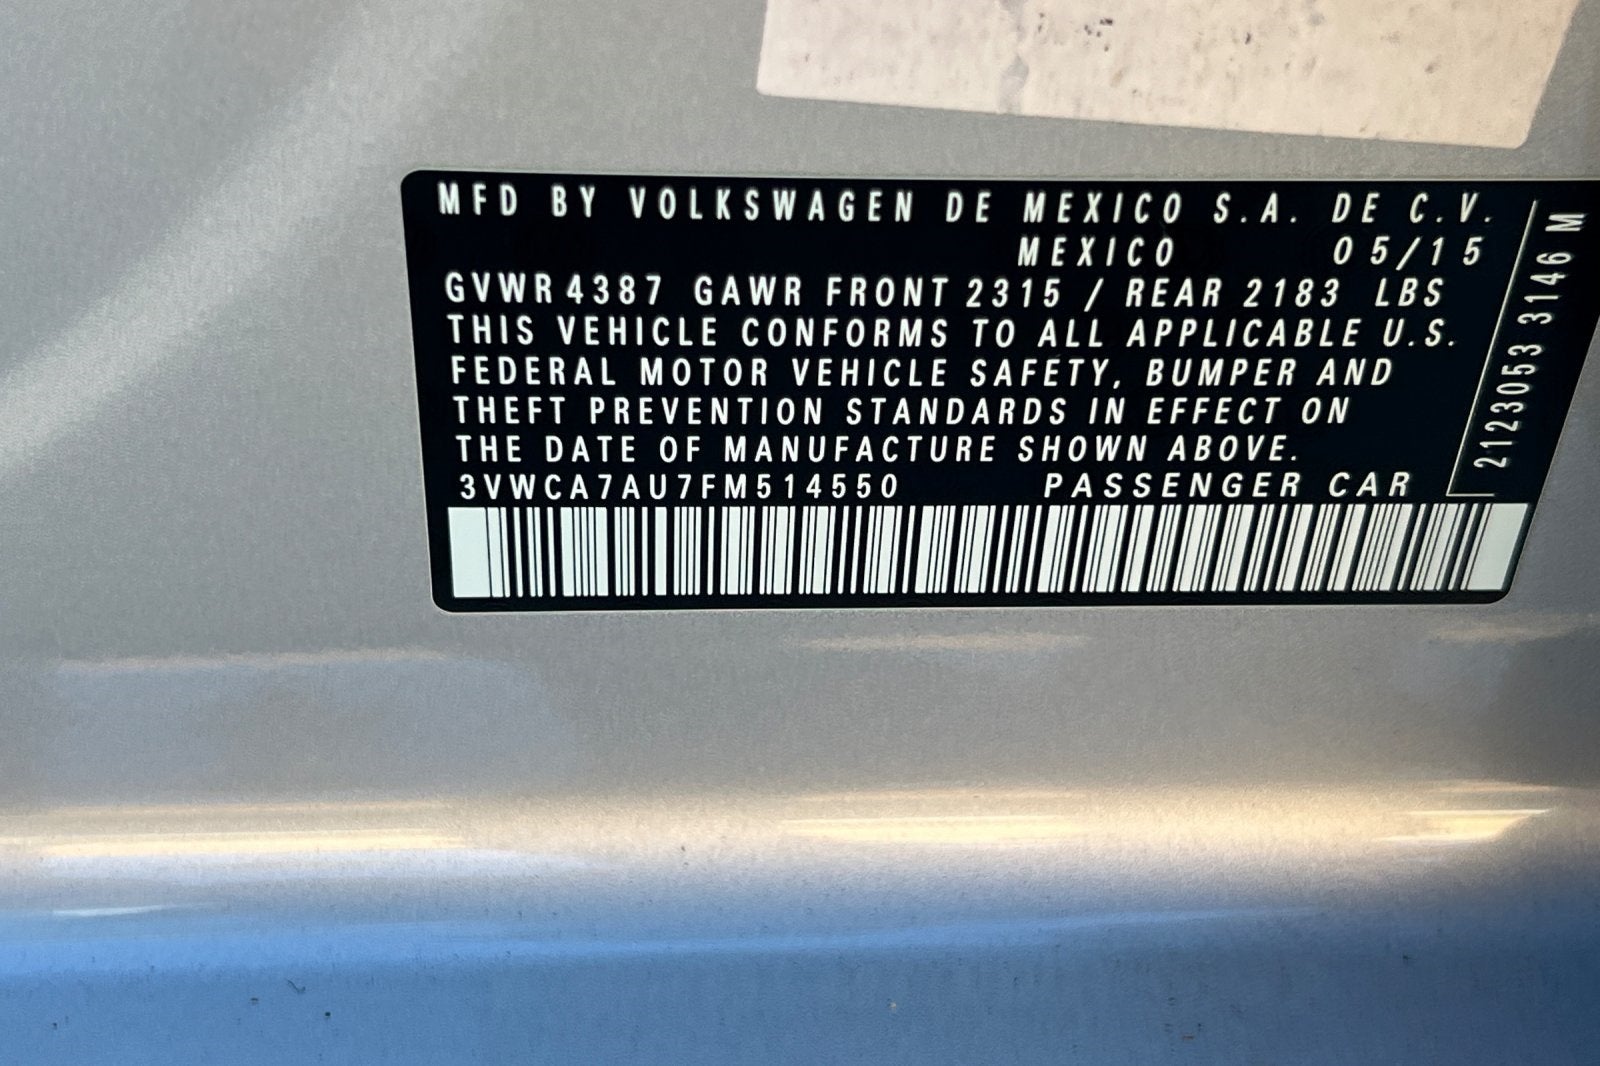 MFD BY VOLKSWAGEN DE MEXICO S.A. DE C.V.
MEXICO 05/15
GVWR 4387 GAWR FRONT 2315 / REAR 2183 LBS
THIS VEHICLE CONFORMS TO ALL APPLICABLE U.S.
FEDERAL MOTOR VEHICLE SAFETY, BUMPER AND
THEFT PREVENTION STANDARDS IN EFFECT ON
THE DATE OF MANUFACTURE SHOWN ABOVE.
3VWCA7AU7FM514550 PASSENGER CAR
2123053 3146 M